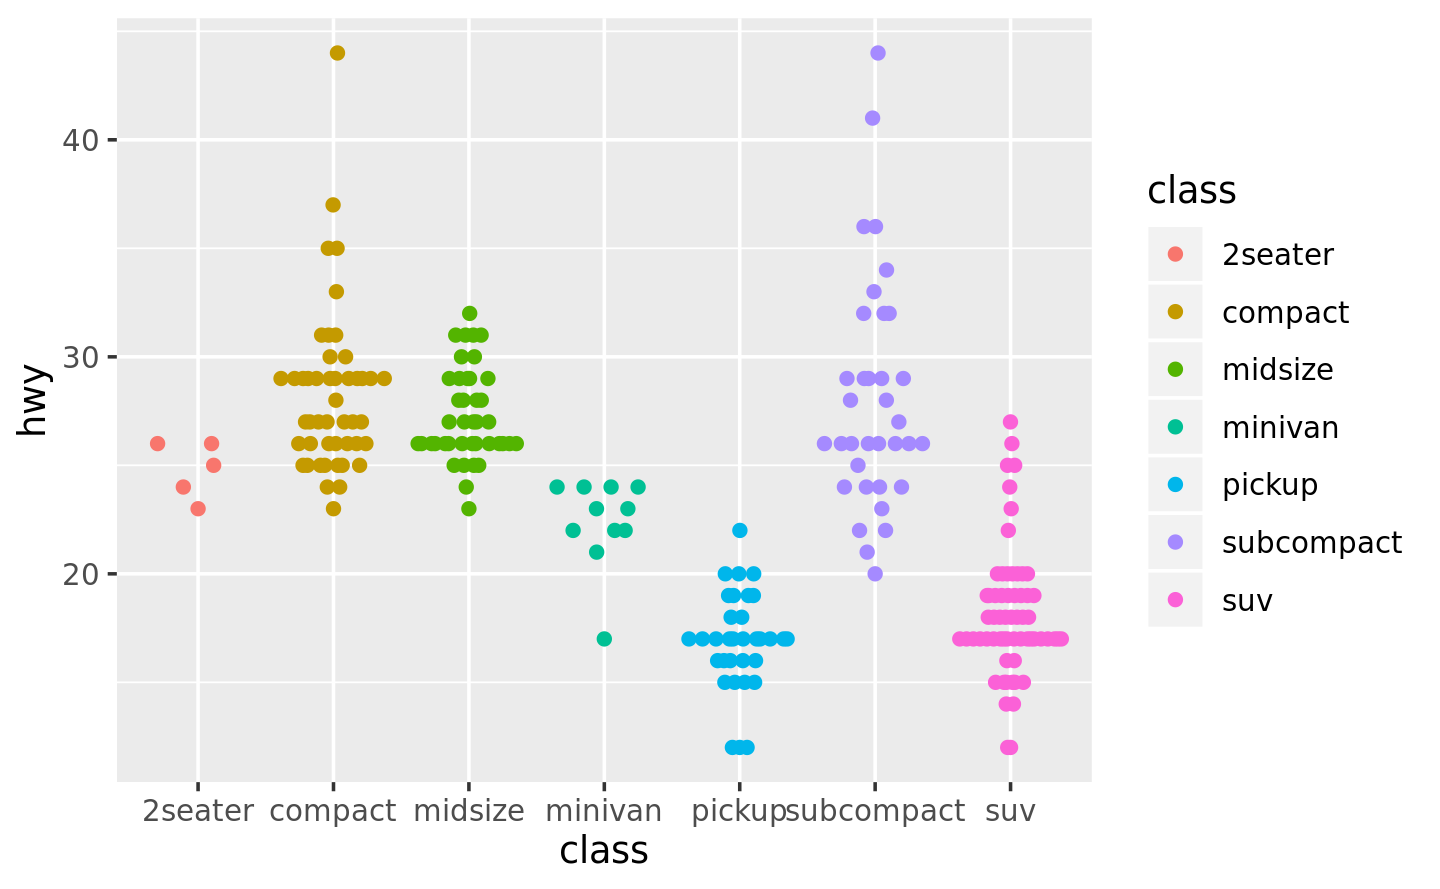 hwy
40
30
20
2seater compact midsize minivan pickup subcompact suv
class
class
2seater
compact
midsize
minivan
pickup
subcompact
suv